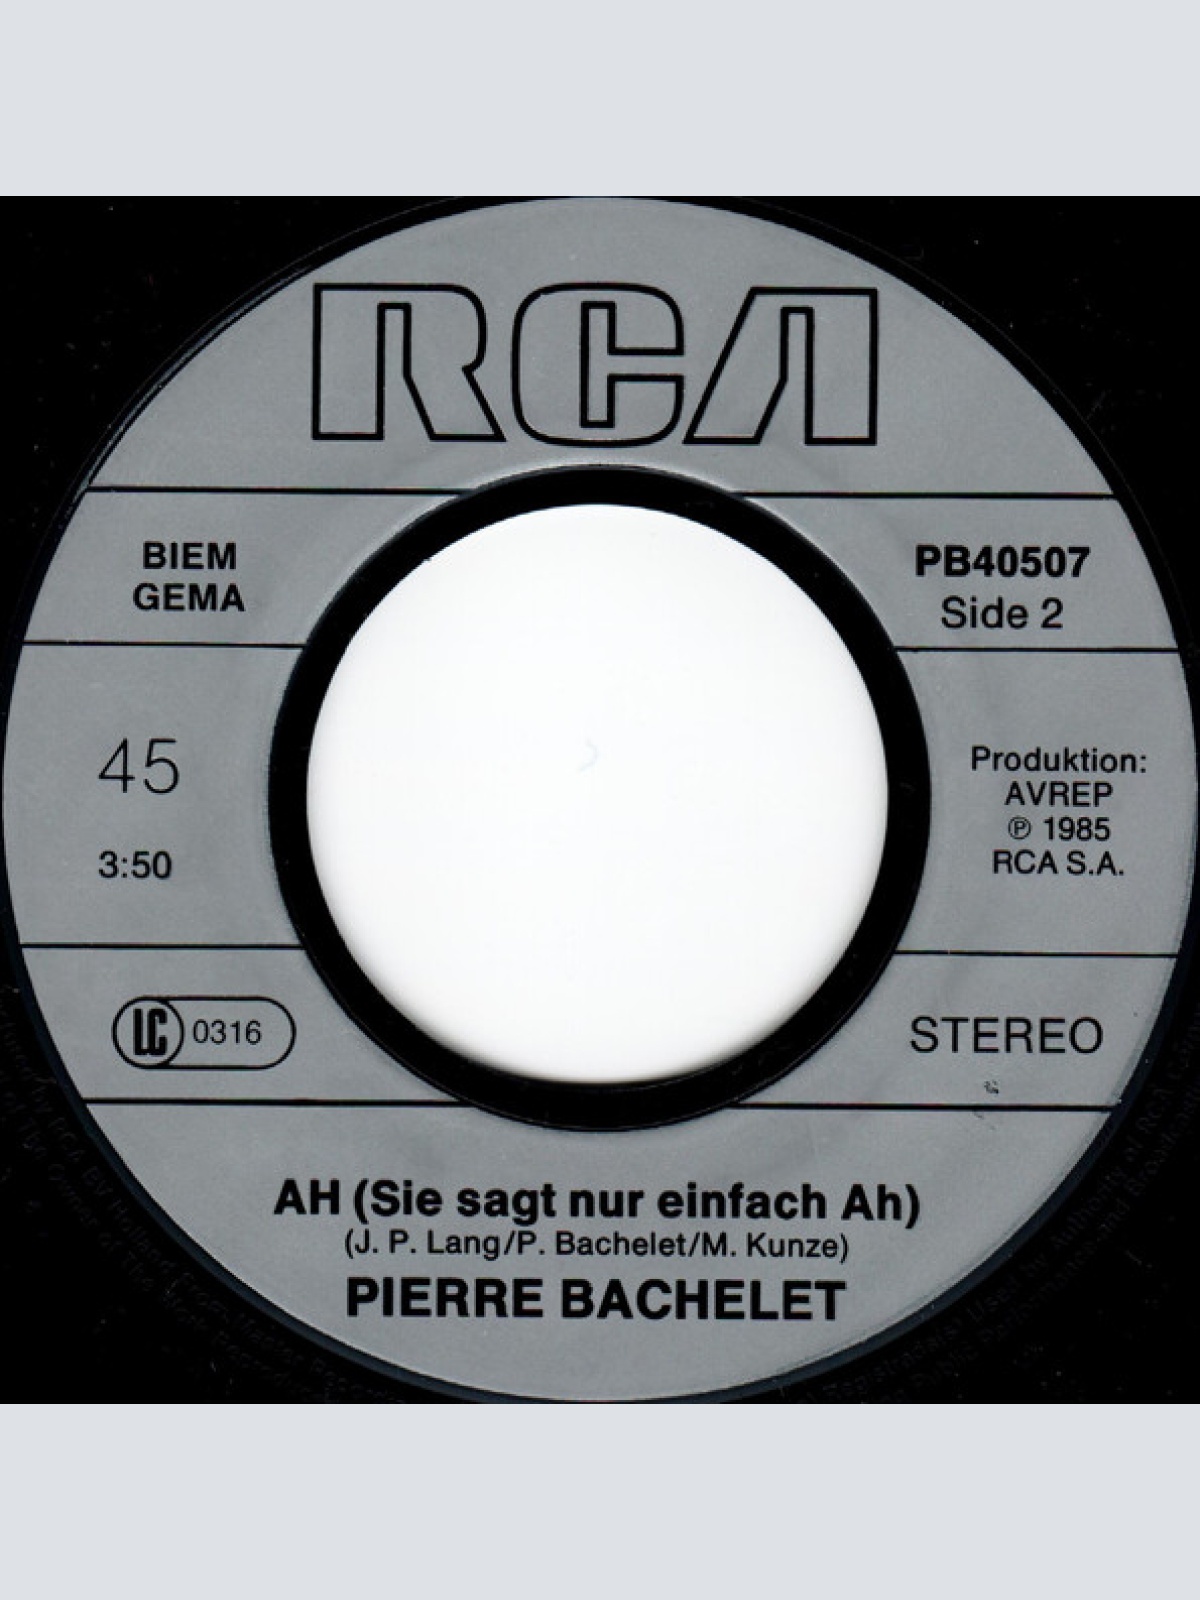 RCA
BIEM
GEMA
PB40507
Side 2
45
3:50
Produktion:
AVREP
℗ 1985
RCA S.A.
LC 0316
STEREO
AH (Sie sagt nur einfach Ah)
(J. P. Lang/P. Bachelet/M. Kunze)
PIERRE BACHELET